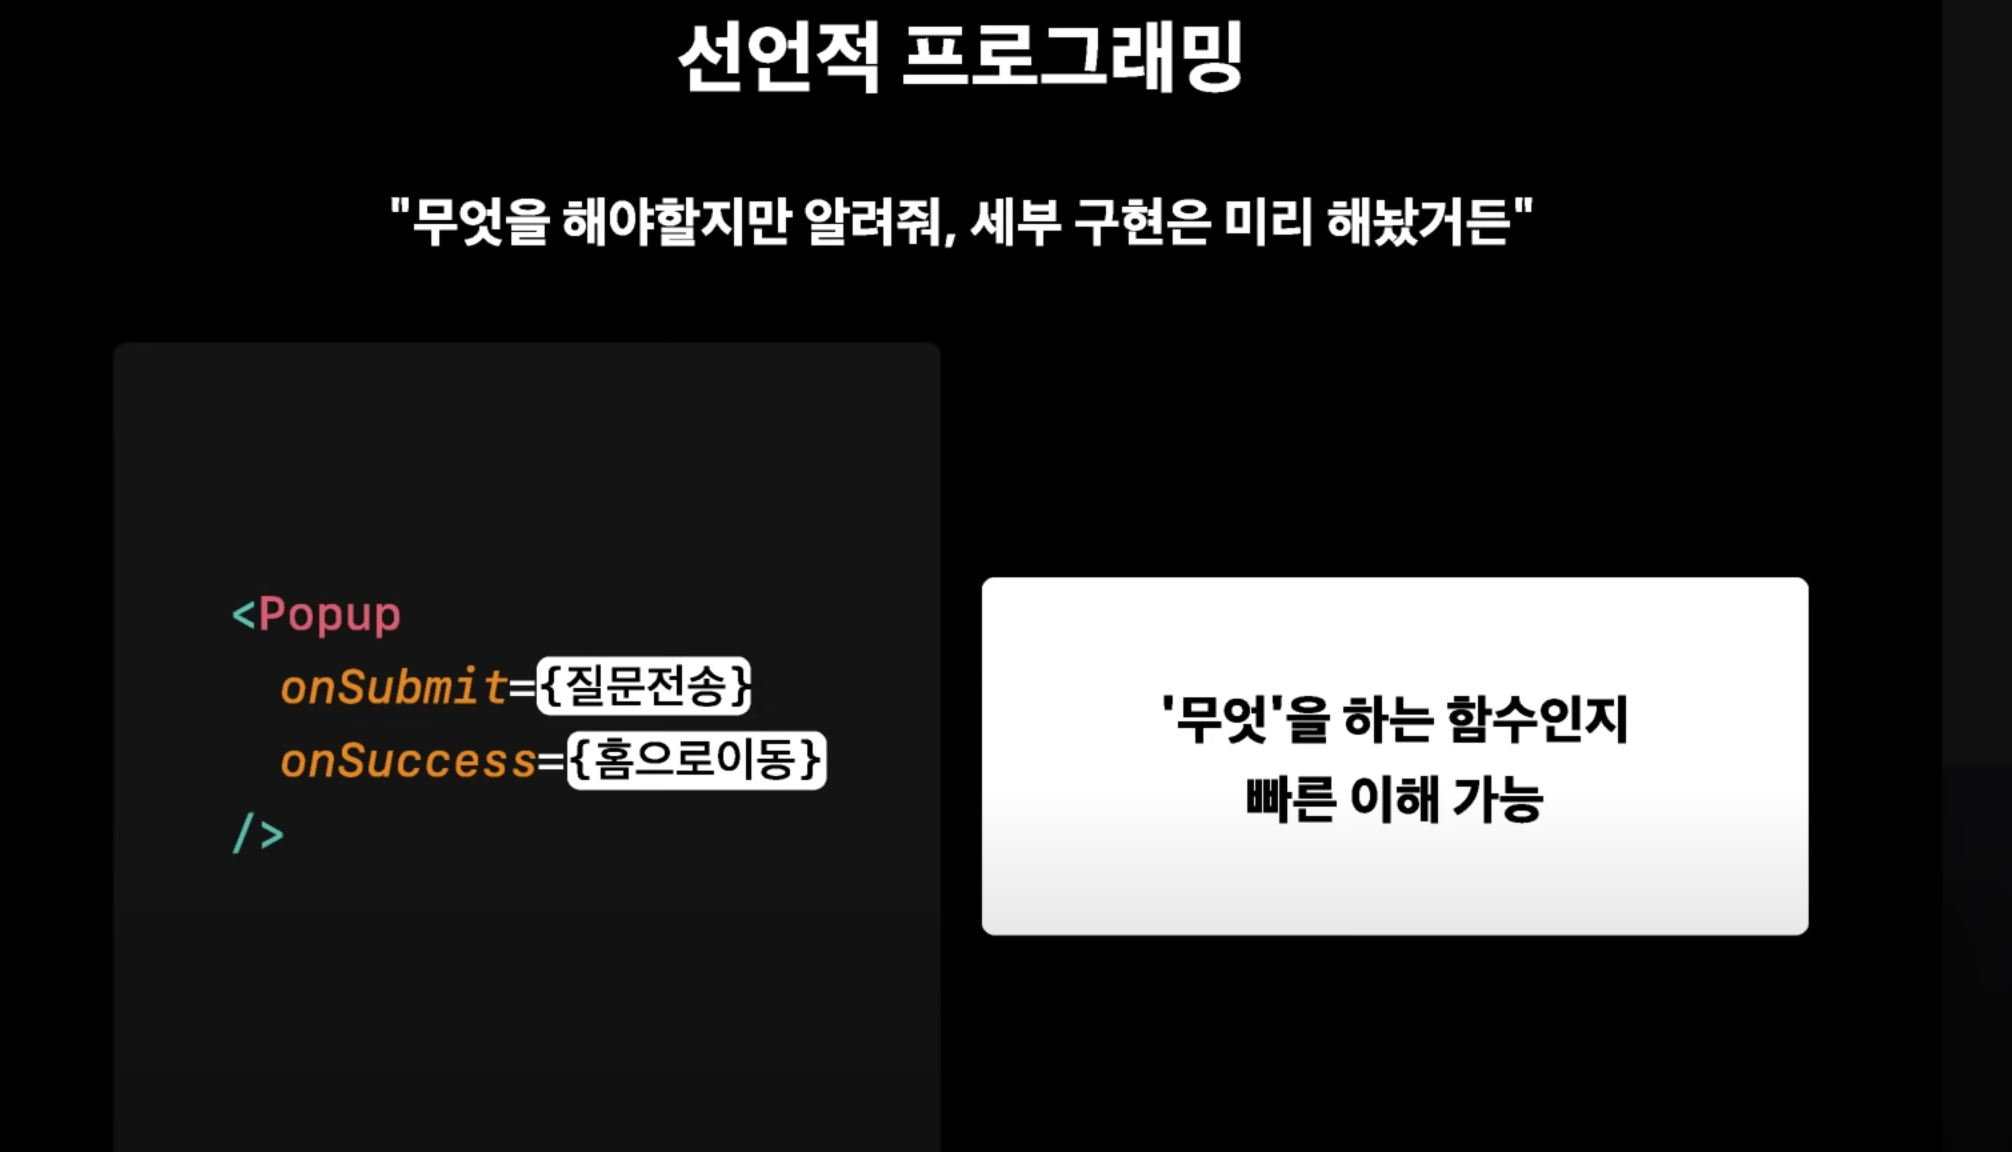 선언적 프로그래밍
"무엇을 해야할지만 알려줘, 세부 구현은 미리 해놨거든"
<Popup
onSubmit={질문전송}
onSuccess={홈으로이동}
/>
'무엇'을 하는 함수인지
빠른 이해 가능